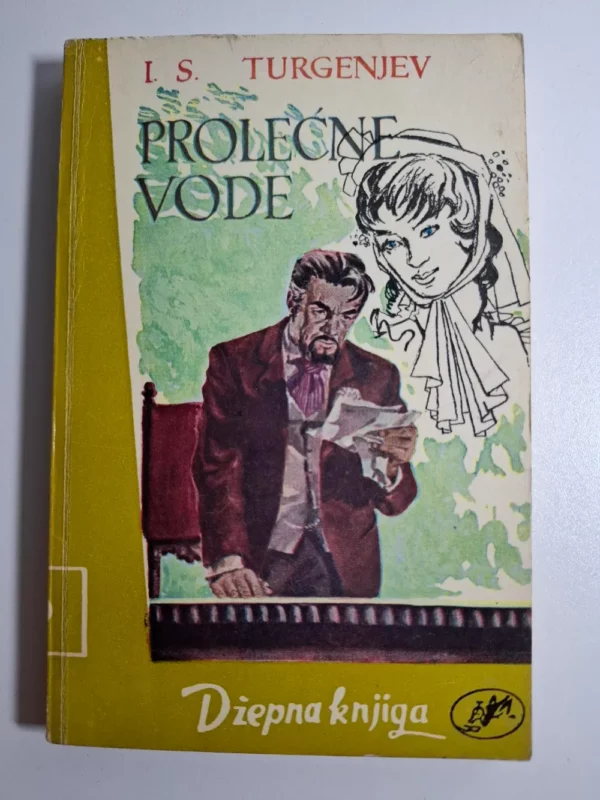 I. S. TURGENJEV
PROLEĆNE
VODE
Džepna knjiga